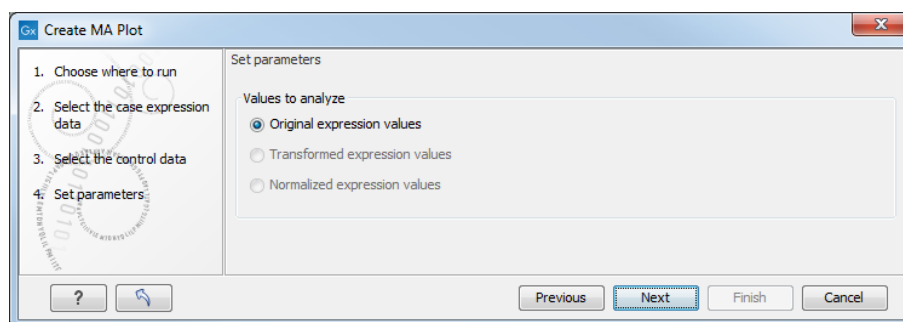 Gx Create MA Plot
1. Choose where to run
2. Select the case expression
data
3. Select the control data
4. Set parameters
Set parameters
Values to analyze
Original expression values
Transformed expression values
Normalized expression values
?
Previous
Next
Finish
Cancel